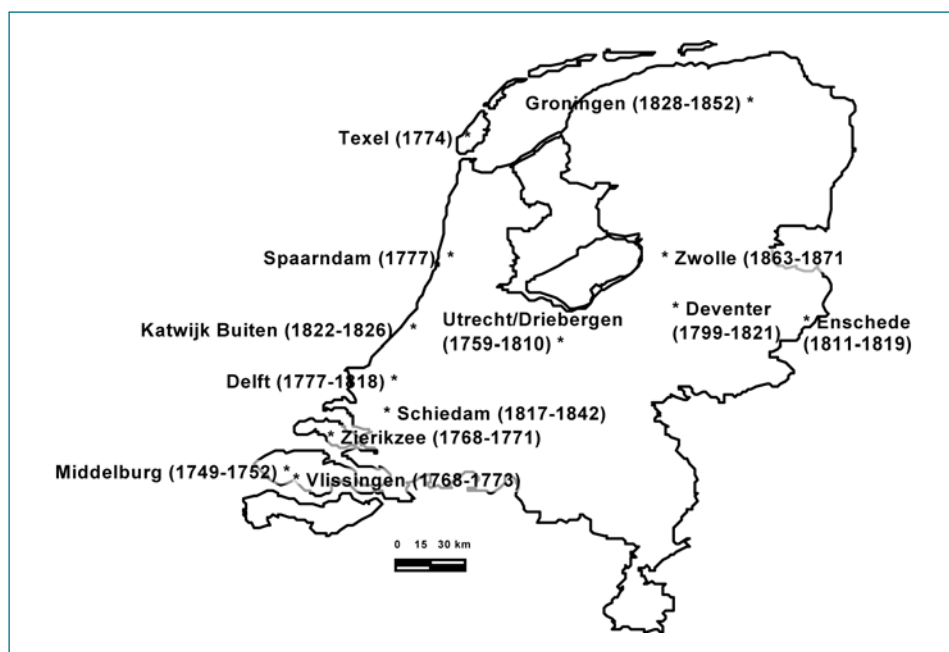 Groningen (1828-1852) *
Texel (1774) *
Spaarndam (1777) *
* Zwolle (1863-1871
Katwijk Buiten (1822-1826) *
Utrecht/Driebergen
(1759-1810) *
* Deventer
(1799-1821)
* Enschede
(1811-1819)
Delft (1777-1818) *
* Schiedam (1817-1842)
* Zierikzee (1768-1771)
Middelburg (1749-1752) *
* Vlissingen (1768-1773)
0 15 30 km